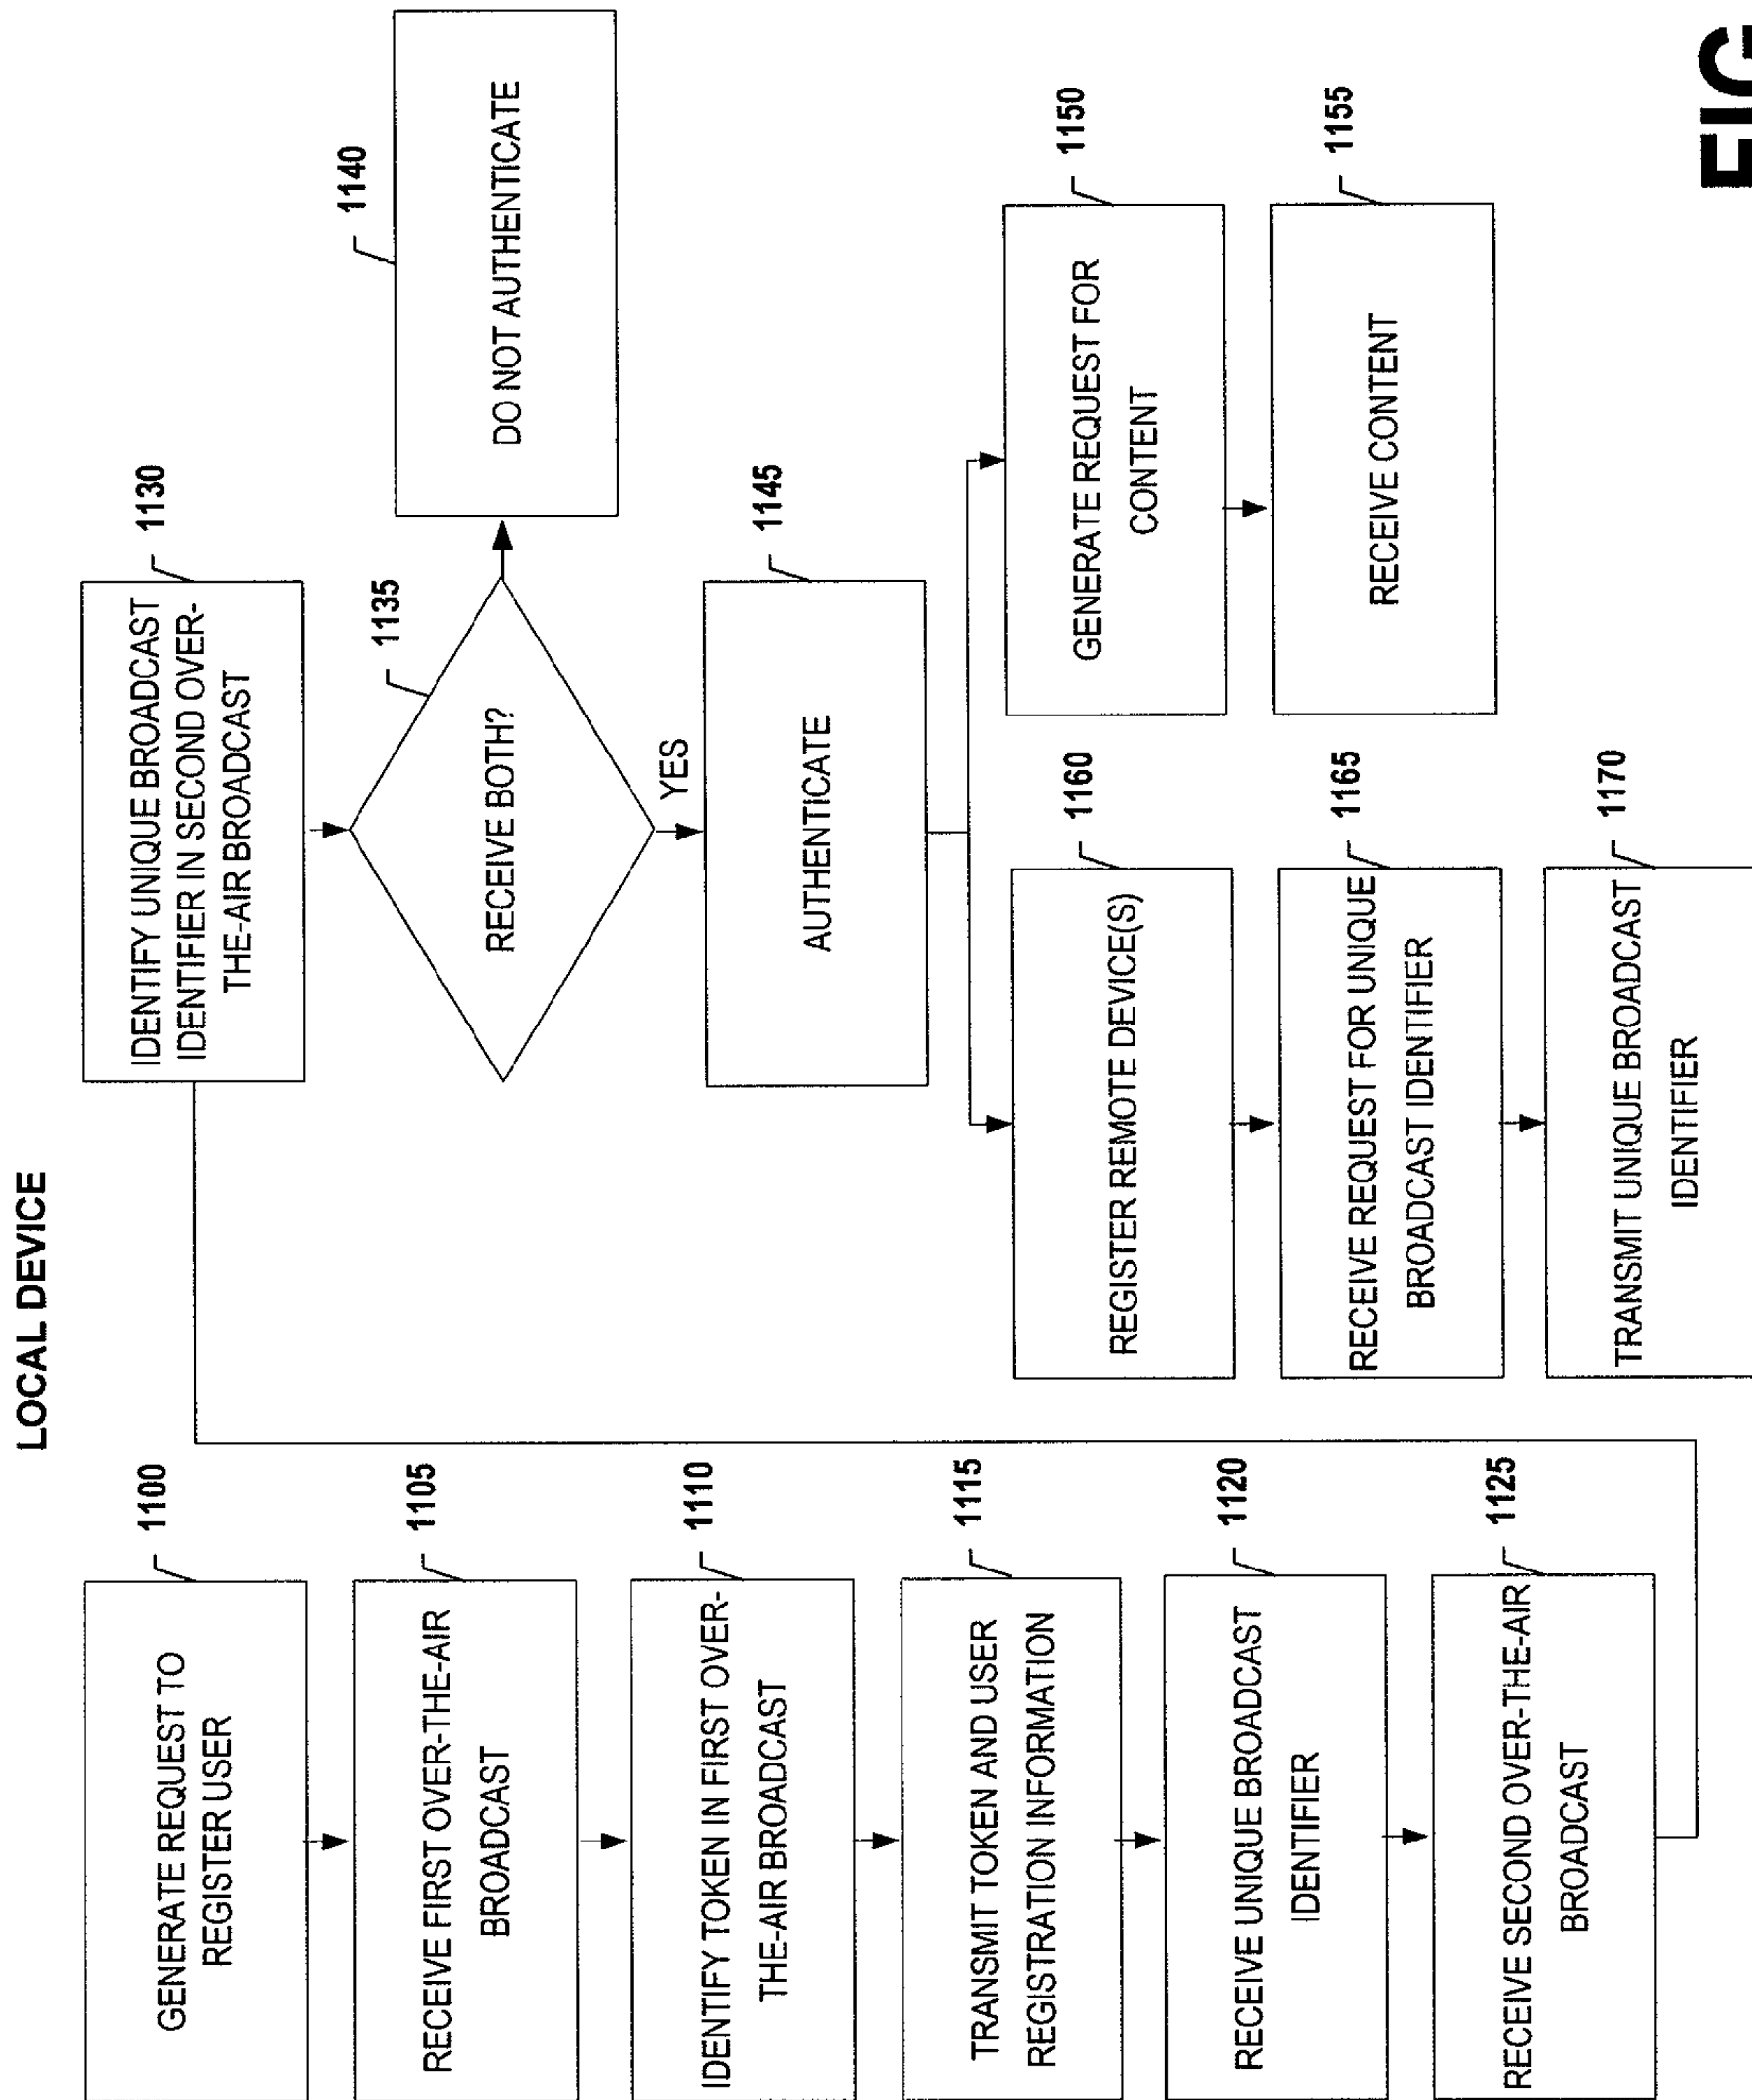 LOCAL DEVICE
1100
GENERATE REQUEST TO
REGISTER USER
1105
RECEIVE FIRST OVER-THE-AIR
BROADCAST
1110
IDENTIFY TOKEN IN FIRST OVER-
THE-AIR BROADCAST
1115
TRANSMIT TOKEN AND USER
REGISTRATION INFORMATION
1120
RECEIVE UNIQUE BROADCAST
IDENTIFIER
1125
RECEIVE SECOND OVER-THE-AIR
BROADCAST
1130
IDENTIFY UNIQUE BROADCAST
IDENTIFIER IN SECOND OVER-
THE-AIR BROADCAST
1135
RECEIVE BOTH?
1140
DO NOT AUTHENTICATE
YES
1145
AUTHENTICATE
1150
GENERATE REQUEST FOR
CONTENT
1155
RECEIVE CONTENT
1160
REGISTER REMOTE DEVICE(S)
1165
RECEIVE REQUEST FOR UNIQUE
BROADCAST IDENTIFIER
1170
TRANSMIT UNIQUE BROADCAST
IDENTIFIER
FIG